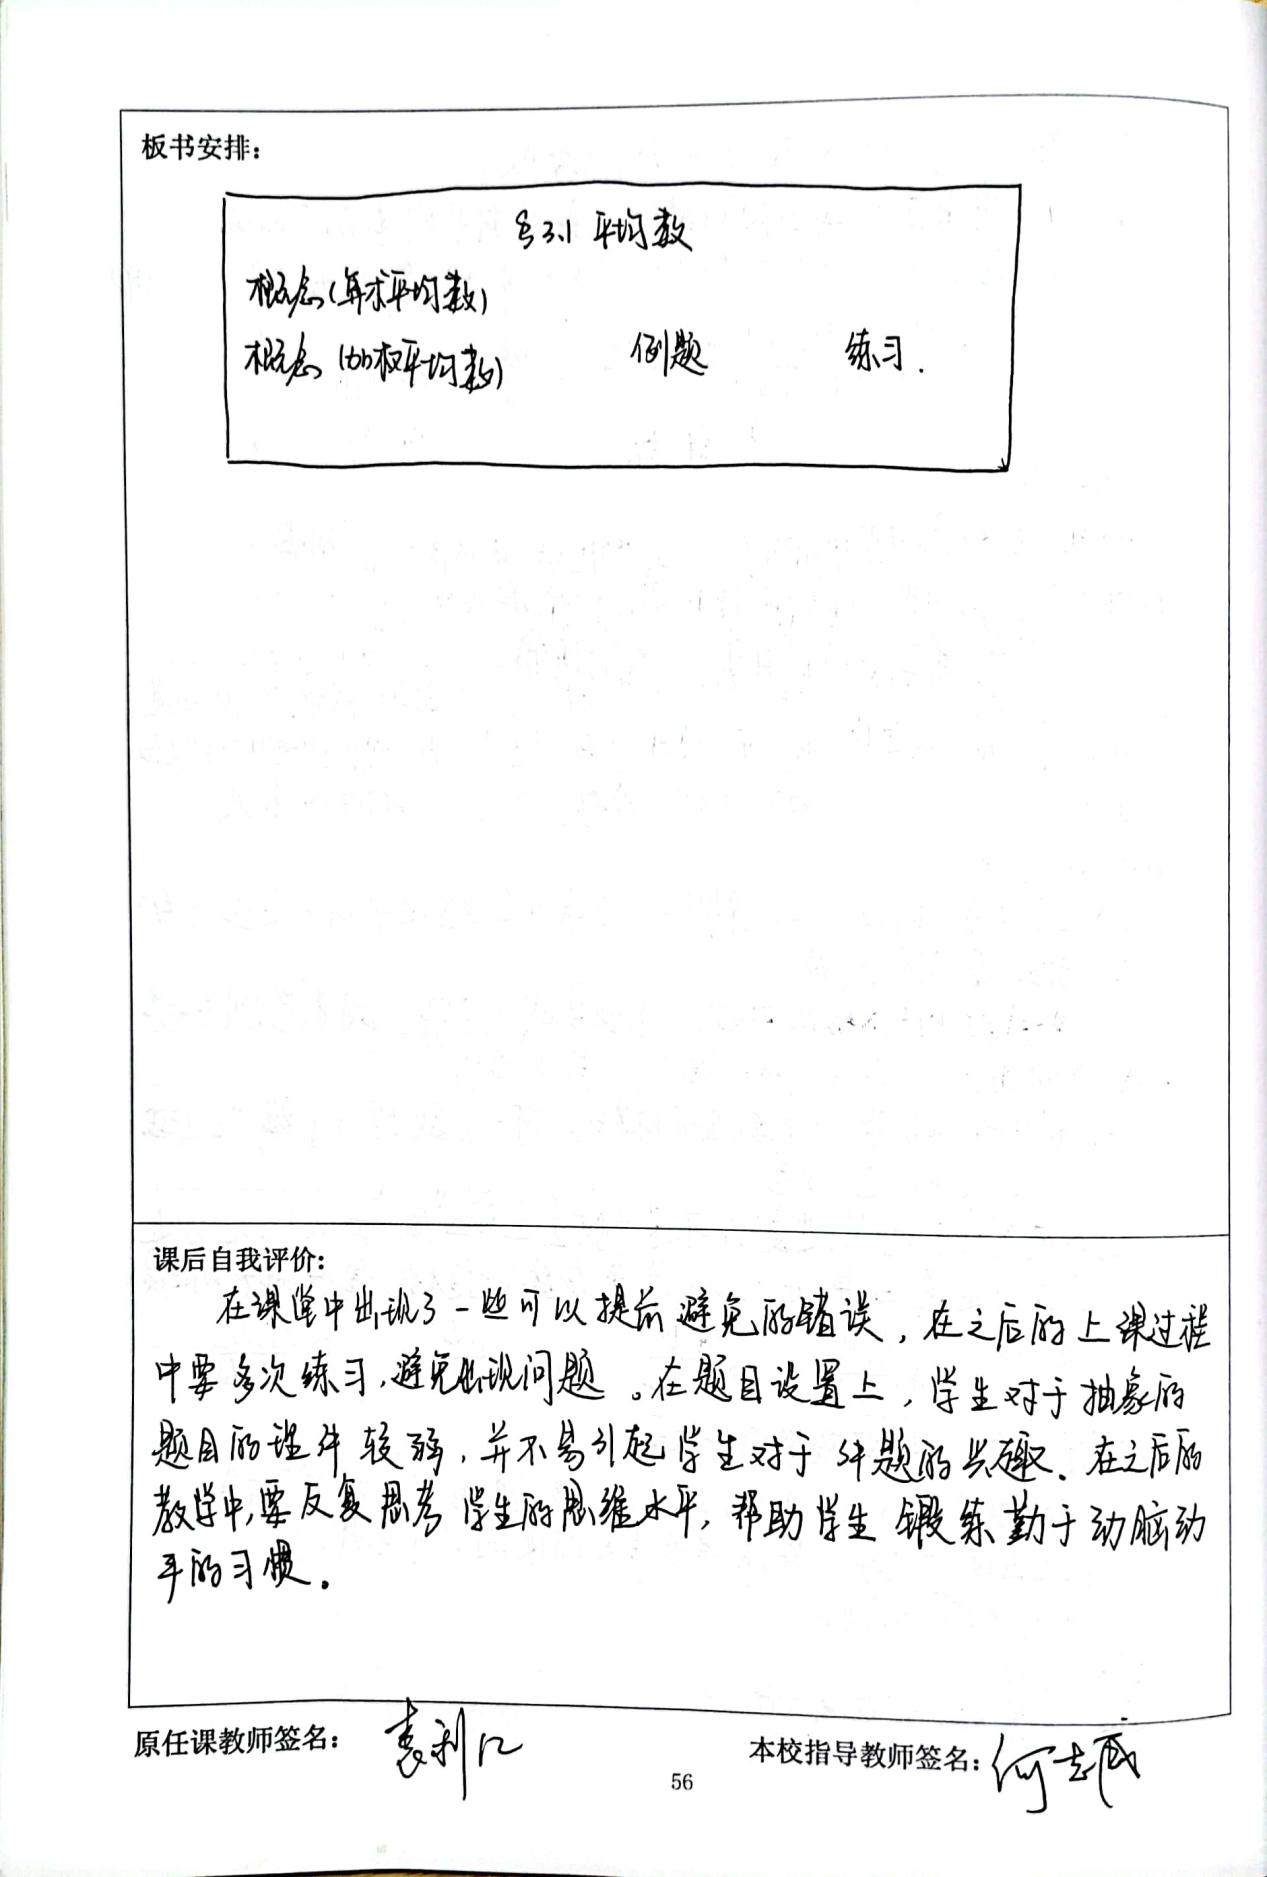 板书安排：
§3.1 平均数
概念(算术平均数)
概念(加权平均数) 例题 练习.
课后自我评价:
在课堂中出现了一些可以提前避免的错误，在之后的上课过程
中要多次练习,避免出现问题。在题目设置上，学生对于抽象的
题目的理解较弱，并不易引起学生对于解题的兴趣、在之后的
教学中,要反复思考学生的思维水平，帮助学生锻练勤于动脑动
手的习惯。
原任课教师签名： 袁利
本校指导教师签名： 何志
56